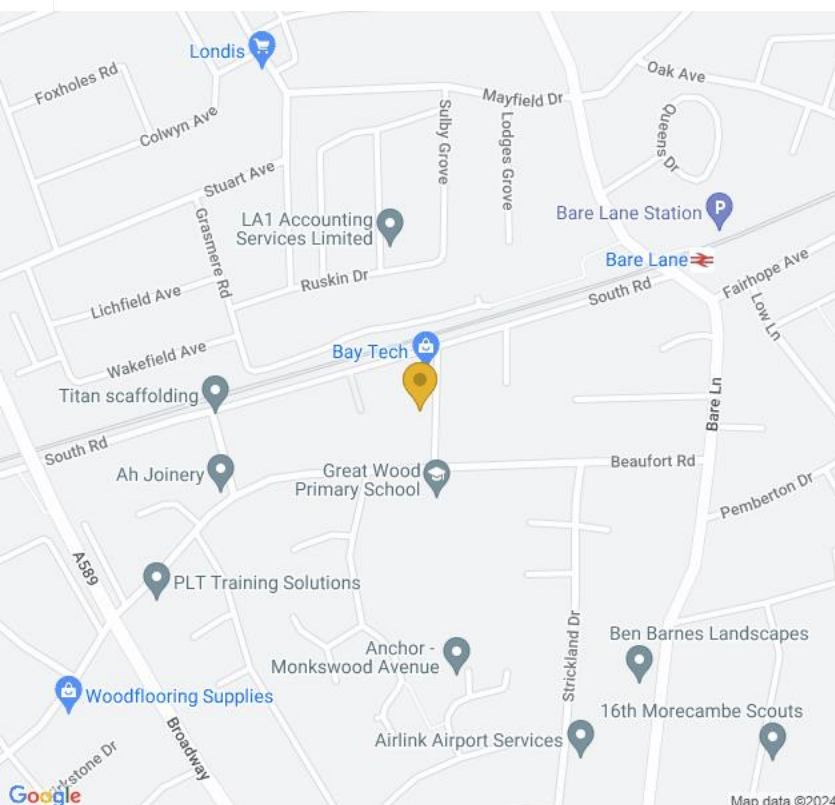 Londis
Foxholes Rd
Oak Ave
Mayfield Dr
Colwyn Ave
Sulby Grove
Lodges Grove
Queens Dr
Stuart Ave
Grasmere Rd
LA1 Accounting
Services Limited
Bare Lane Station
P
Bare Lane
Fairhope Ave
Ruskin Dr
South Rd
Low Ln
Lichfield Ave
Wakefield Ave
Bay Tech
Titan scaffolding
Bare Ln
South Rd
Ah Joinery
Great Wood
Primary School
Beaufort Rd
Pemberton Dr
A589
PLT Training Solutions
Strickland Dr
Ben Barnes Landscapes
Anchor -
Monkswood Avenue
Woodflooring Supplies
16th Morecambe Scouts
Broadway
Airlink Airport Services
Google
Map data ©2024